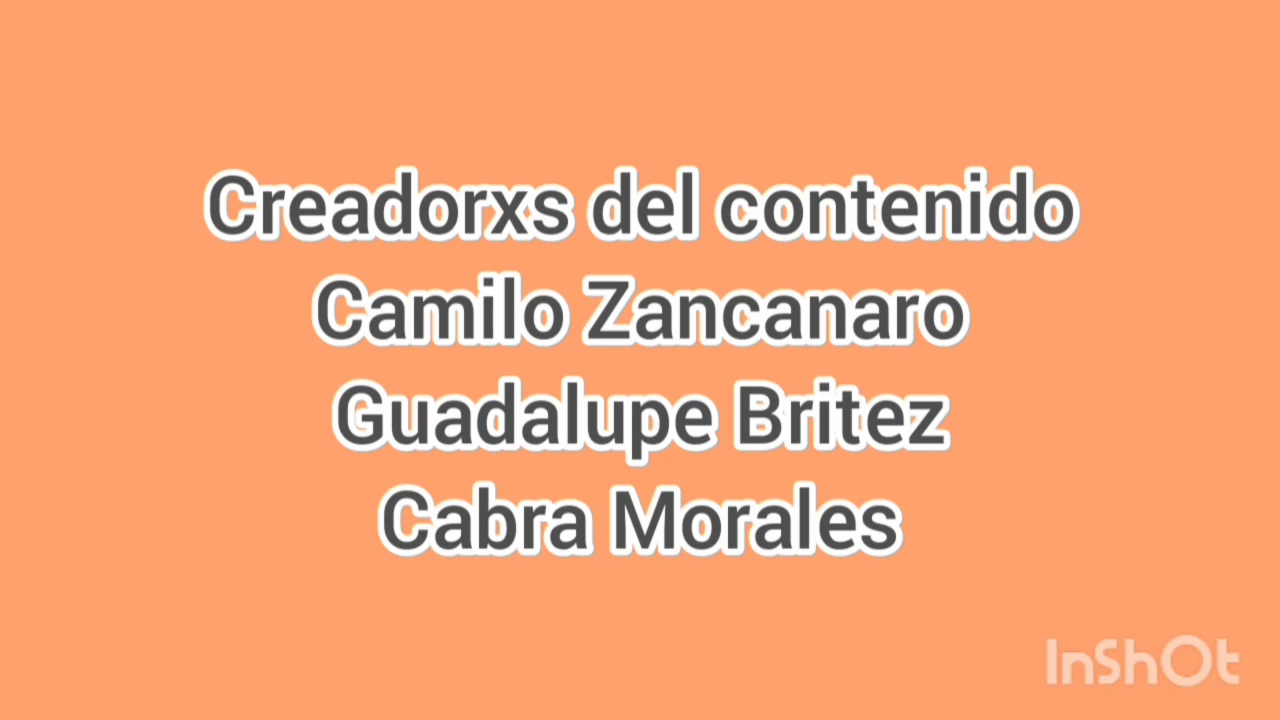 Creadorxs del contenido
Camilo Zancanaro
Guadalupe Britez
Cabra Morales
InShOt